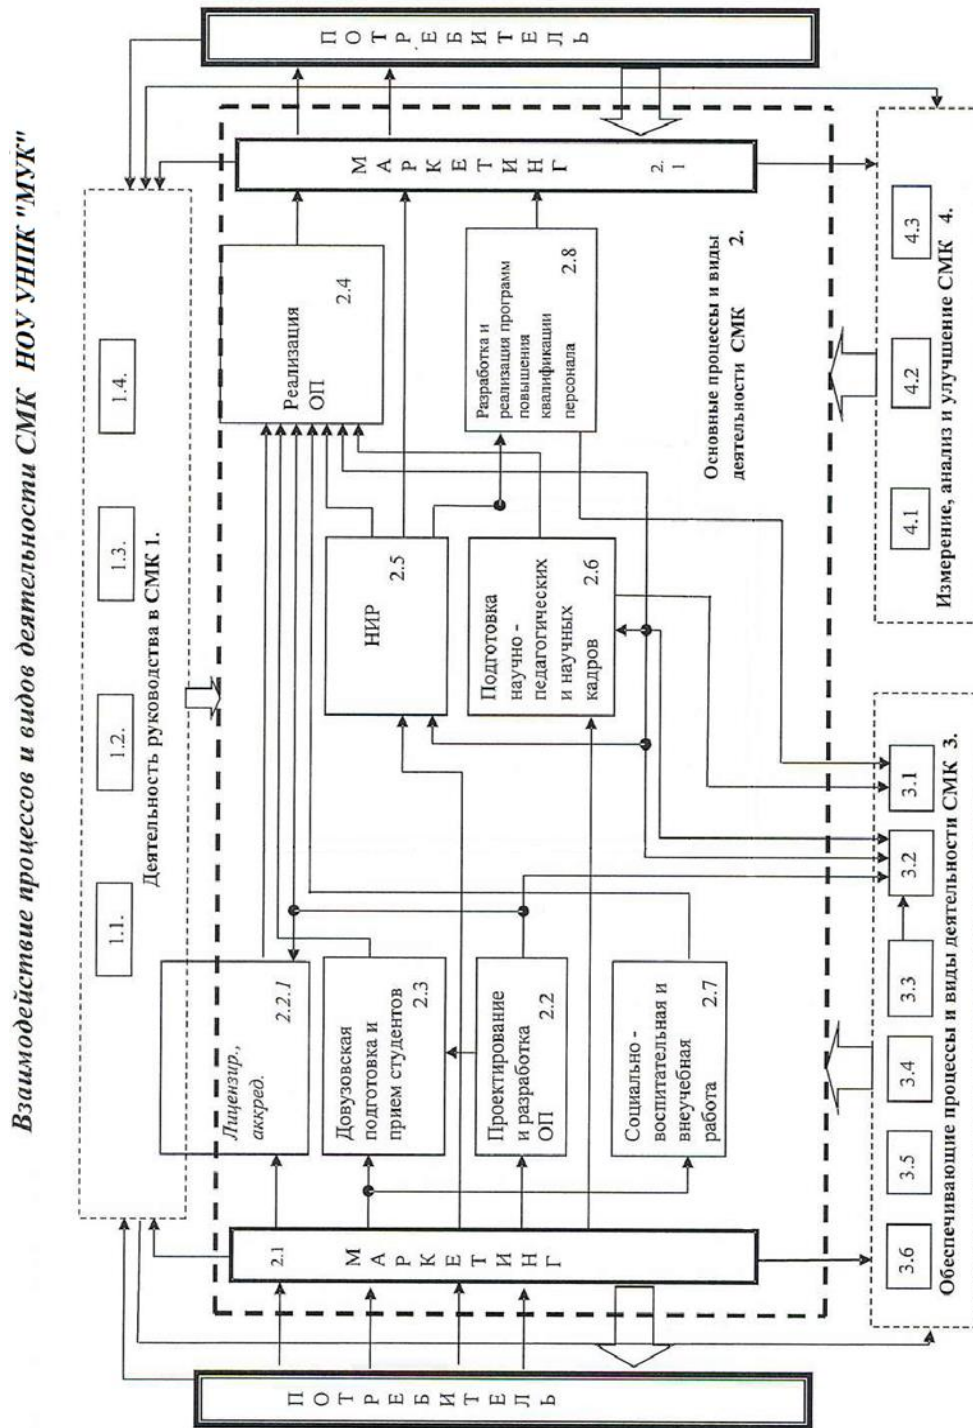 Взаимодействие процессов и видов деятельности СМК НОУ УНПК "МУК"
1.1.
1.2.
1.3.
1.4.
Деятельность руководства в СМК 1.
ПОТРЕБИТЕЛЬ
2.1
МАРКЕТИНГ
Лицензир.,
аккред.
2.2.1
Довузовская
подготовка и
прием студентов
2.3
Проектирование
и разработка
ОП
2.2
Социально -
воспитательная и
внеучебная
работа
2.7
НИР
2.5
Подготовка
научно -
педагогических
и научных
кадров
2.6
Реализация
ОП
2.4
Разработка и
реализация программ
повышения
квалификации
персонала
2.8
Основные процессы и виды
деятельности СМК
2.
МАРКЕТИНГ
2.1
ПОТРЕБИТЕЛЬ
3.6
3.5
3.4
3.3
3.2
3.1
Обеспечивающие процессы и виды деятельности СМК 3.
4.1
4.2
4.3
Измерение, анализ и улучшение СМК 4.